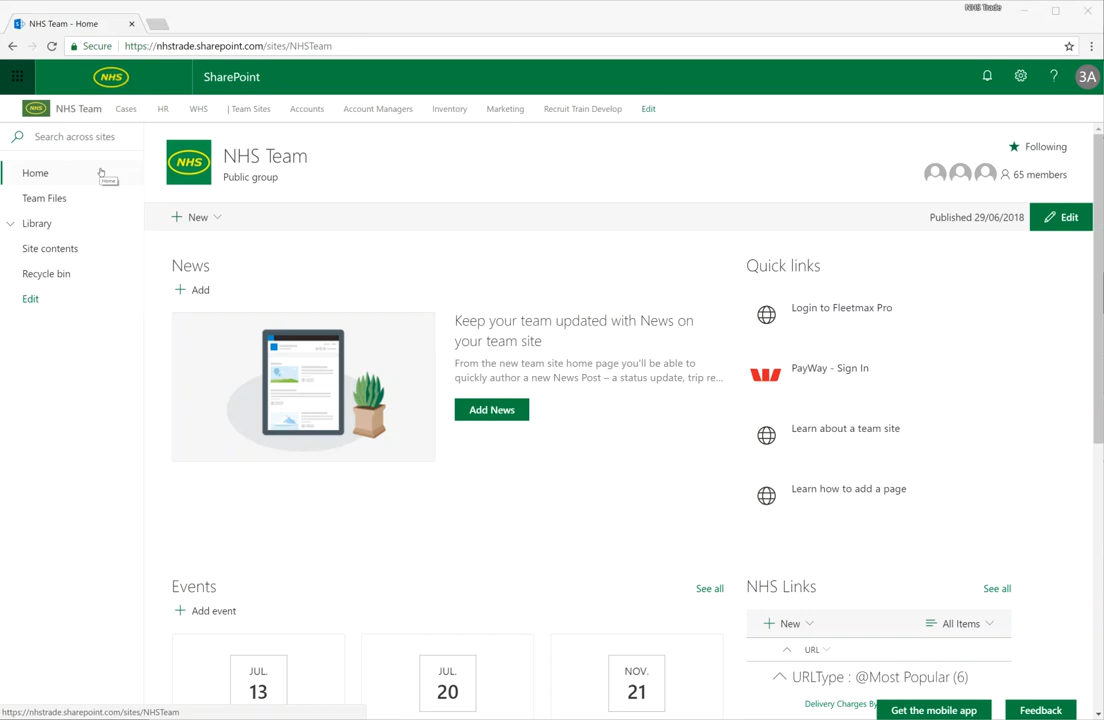 NHS Trade
NHS Team - Home
Secure https://nhstrade.sharepoint.com/sites/NHSTeam
NHS SharePoint ? 3A
NHS NHS Team Cases HR WHS | Team Sites Accounts Account Managers Inventory Marketing Recruit Train Develop Edit
Search across sites
Home
Home
Team Files
Library
Site contents
Recycle bin
Edit
NHS
NHS Team
Public group
Following
65 members
New
Published 29/06/2018
Edit
News
Add
Keep your team updated with News on
your team site
From the new team site home page you'll be able to
quickly author a new News Post – a status update, trip re...
Add News
Quick links
Login to Fleetmax Pro
PayWay - Sign In
Learn about a team site
Learn how to add a page
Events
See all
Add event
JUL.
13
JUL.
20
NOV.
21
NHS Links
See all
New
All Items
URL
URLType : @Most Popular (6)
Delivery Charges By
Get the mobile app
Feedback
https://nhstrade.sharepoint.com/sites/NHSTeam